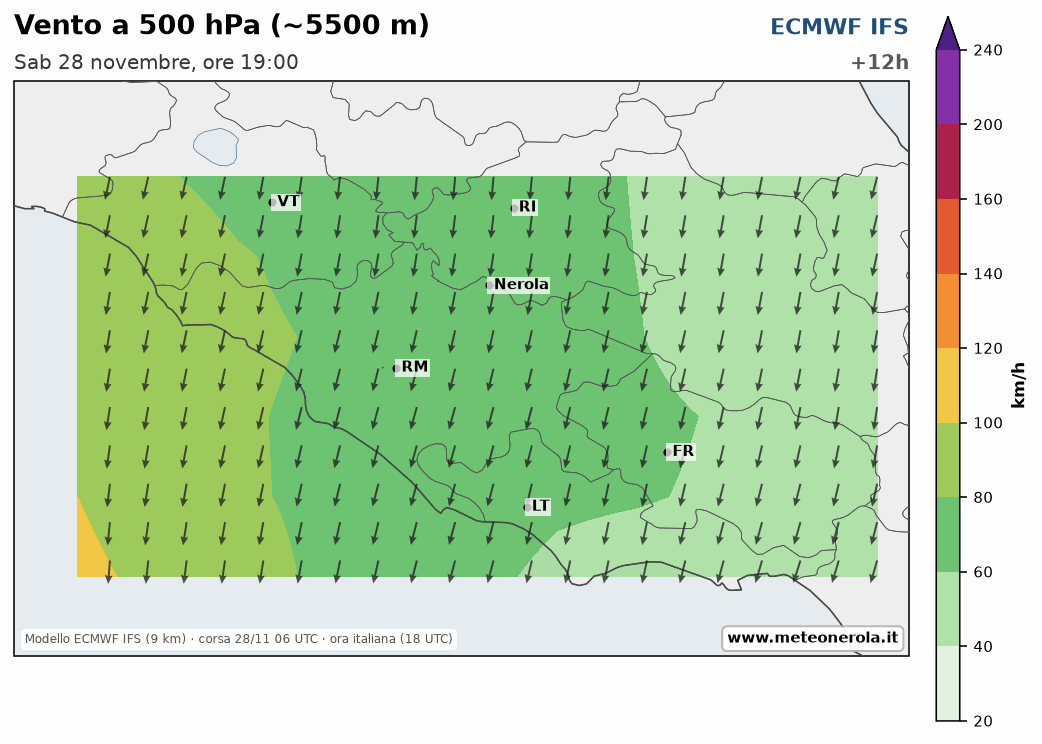 Vento a 500 hPa (~5500 m)
ECMWF IFS
Sab 28 novembre, ore 19:00
+12h
VT
RI
Nerola
RM
FR
LT
240
200
160
140
120
100
80
60
40
20
km/h
Modello ECMWF IFS (9 km) · corsa 28/11 06 UTC · ora italiana (18 UTC)
www.meteonerola.it